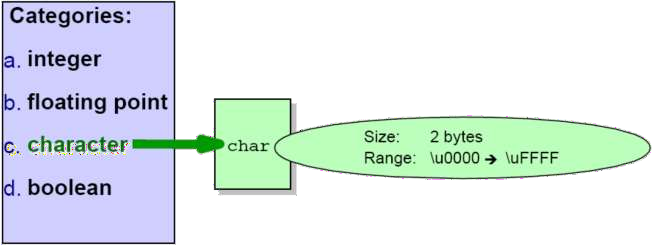 Categories:
a. integer
b. floating point
c. character
d. boolean
char
Size: 2 bytes
Range: \u0000 → \uFFFF